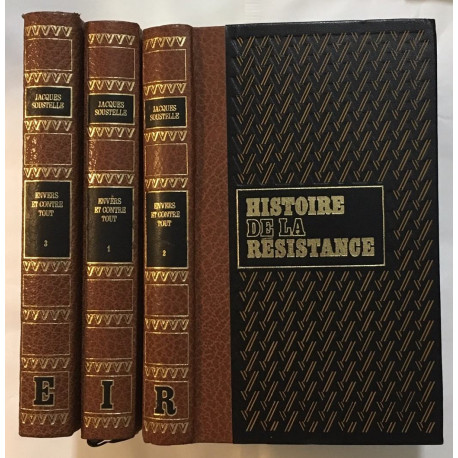 JACQUES
SOUSTELLE
ENVERS
ET CONTRE
TOUT
3
E
JACQUES
SOUSTELLE
ENVERS
ET CONTRE
TOUT
1
I
JACQUES
SOUSTELLE
ENVERS
ET CONTRE
TOUT
2
R
HISTOIRE
DE LA
RESISTANCE